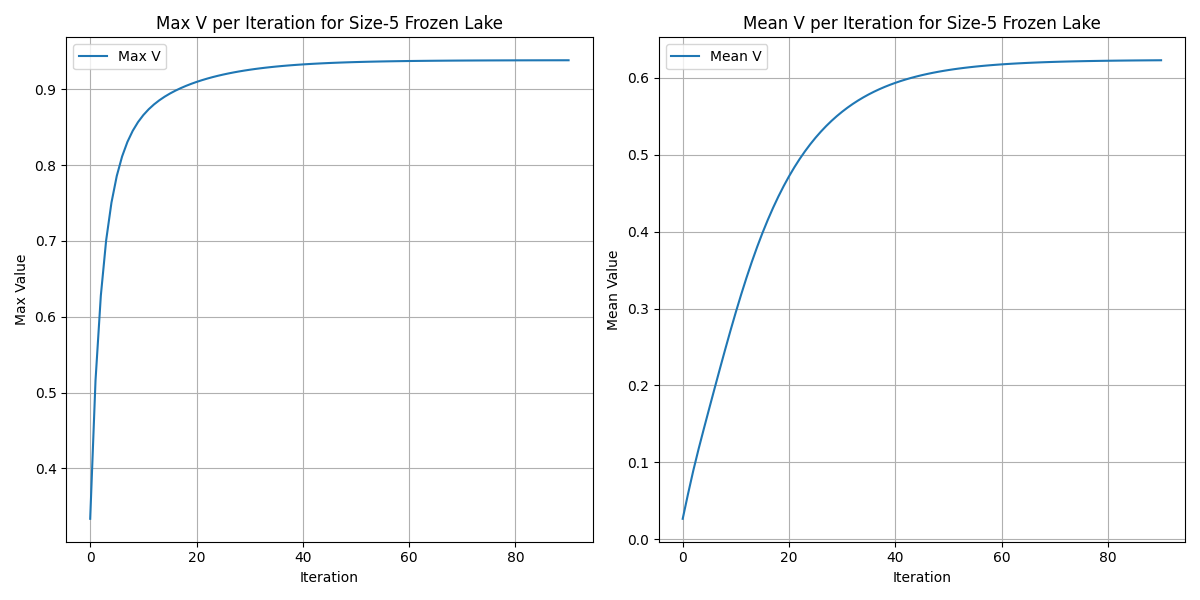 Max V per Iteration for Size-5 Frozen Lake
Max V
0.9
0.8
0.7
0.6
0.5
0.4
Max Value
0 20 40 60 80
Iteration
Mean V per Iteration for Size-5 Frozen Lake
Mean V
0.6
0.5
0.4
0.3
0.2
0.1
0.0
Mean Value
0 20 40 60 80
Iteration